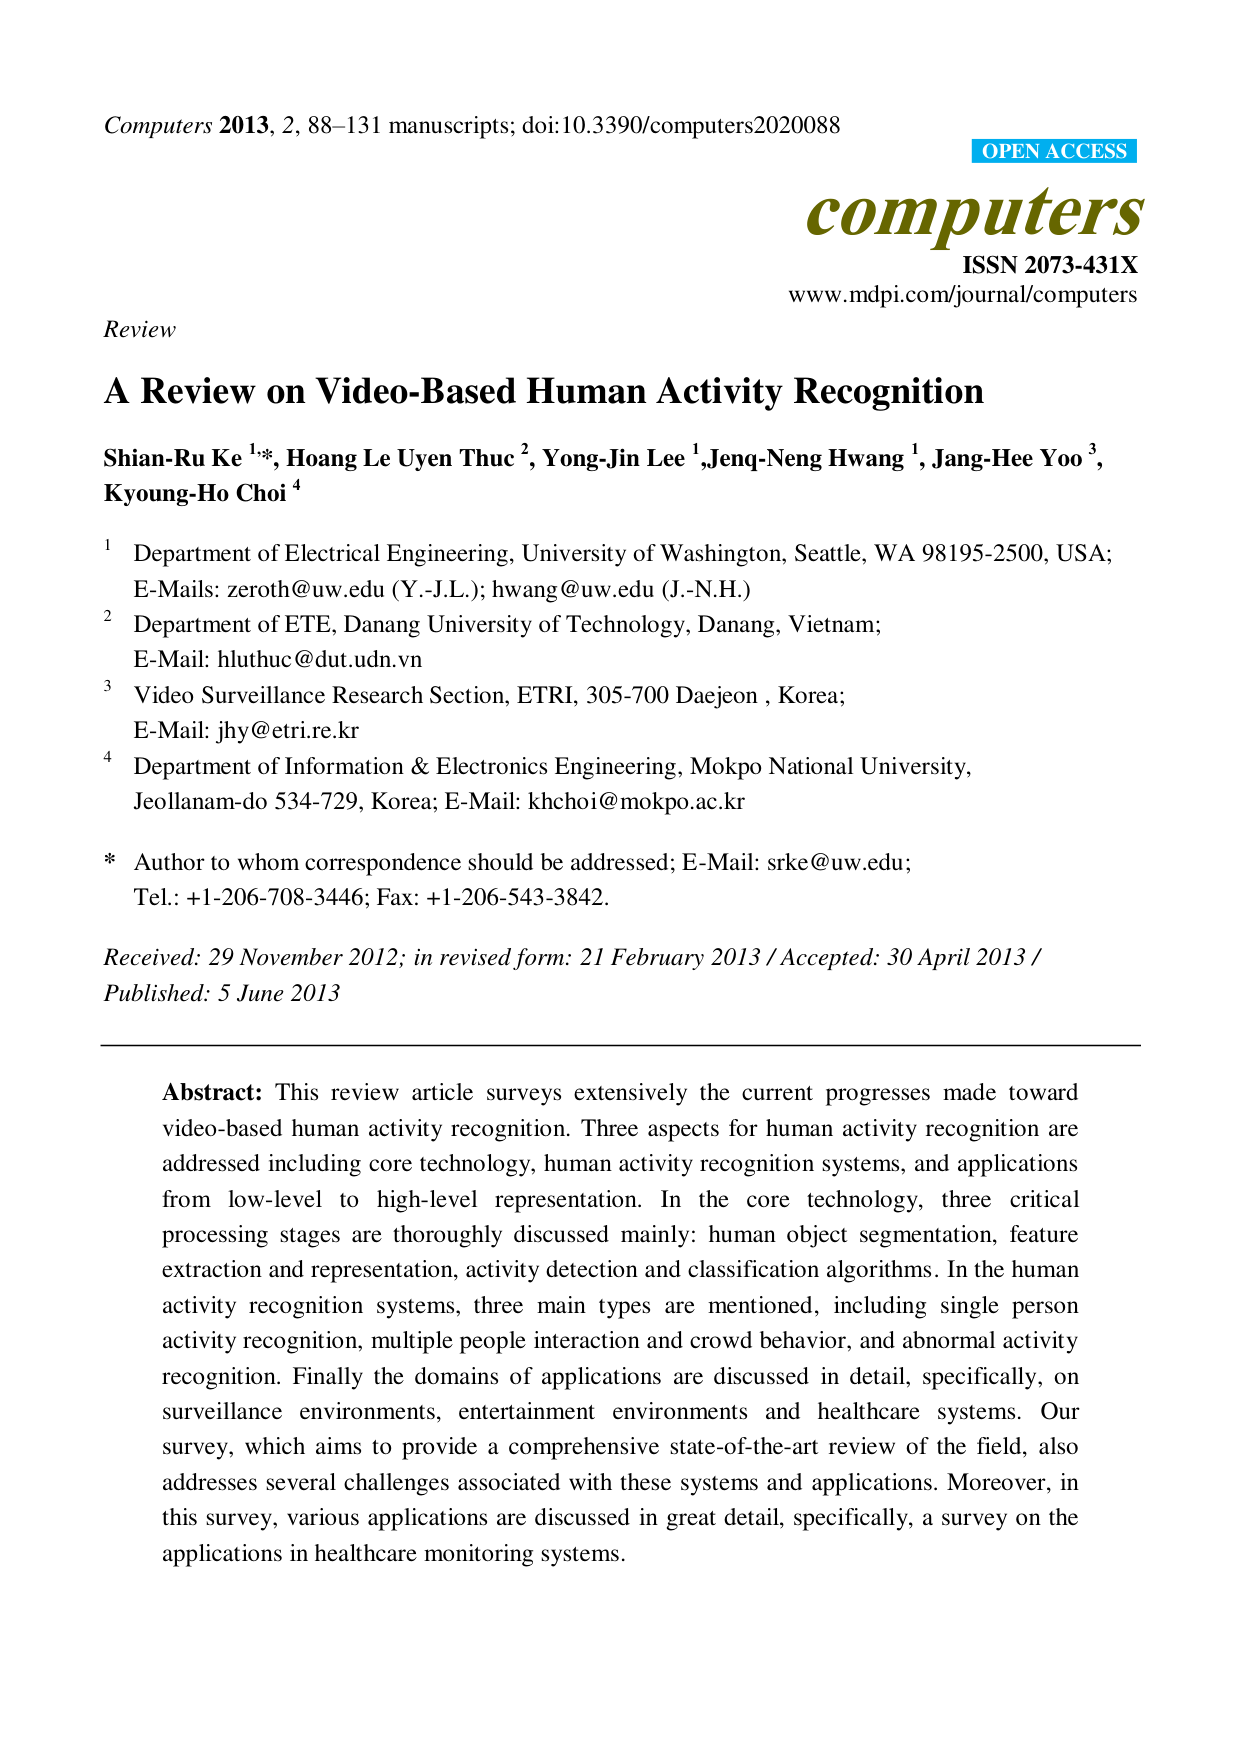 Computers 2013, 2, 88–131 manuscripts; doi:10.3390/computers2020088
OPEN ACCESS
computers
ISSN 2073-431X
www.mdpi.com/journal/computers
Review
A Review on Video-Based Human Activity Recognition
Shian-Ru Ke 1,*, Hoang Le Uyen Thuc 2, Yong-Jin Lee 1,Jenq-Neng Hwang 1, Jang-Hee Yoo 3,
Kyoung-Ho Choi 4
1 Department of Electrical Engineering, University of Washington, Seattle, WA 98195-2500, USA;
E-Mails: zeroth@uw.edu (Y.-J.L.); hwang@uw.edu (J.-N.H.)
2 Department of ETE, Danang University of Technology, Danang, Vietnam;
E-Mail: hluthuc@dut.udn.vn
3 Video Surveillance Research Section, ETRI, 305-700 Daejeon , Korea;
E-Mail: jhy@etri.re.kr
4 Department of Information & Electronics Engineering, Mokpo National University,
Jeollanam-do 534-729, Korea; E-Mail: khchoi@mokpo.ac.kr
* Author to whom correspondence should be addressed; E-Mail: srke@uw.edu;
Tel.: +1-206-708-3446; Fax: +1-206-543-3842.
Received: 29 November 2012; in revised form: 21 February 2013 / Accepted: 30 April 2013 /
Published: 5 June 2013
Abstract: This review article surveys extensively the current progresses made toward
video-based human activity recognition. Three aspects for human activity recognition are
addressed including core technology, human activity recognition systems, and applications
from low-level to high-level representation. In the core technology, three critical
processing stages are thoroughly discussed mainly: human object segmentation, feature
extraction and representation, activity detection and classification algorithms. In the human
activity recognition systems, three main types are mentioned, including single person
activity recognition, multiple people interaction and crowd behavior, and abnormal activity
recognition. Finally the domains of applications are discussed in detail, specifically, on
surveillance environments, entertainment environments and healthcare systems. Our
survey, which aims to provide a comprehensive state-of-the-art review of the field, also
addresses several challenges associated with these systems and applications. Moreover, in
this survey, various applications are discussed in great detail, specifically, a survey on the
applications in healthcare monitoring systems.